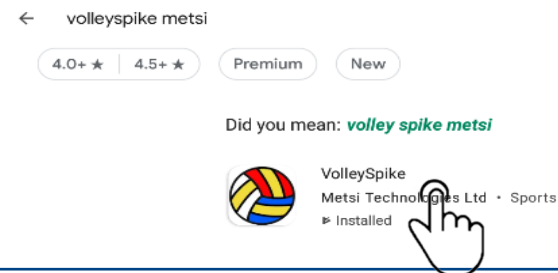 ← volleyspike metsi
4.0+ ★ | 4.5+ ★ Premium New
Did you mean: volley spike metsi
VolleySpike
Metsi Technologies Ltd • Sports
Installed